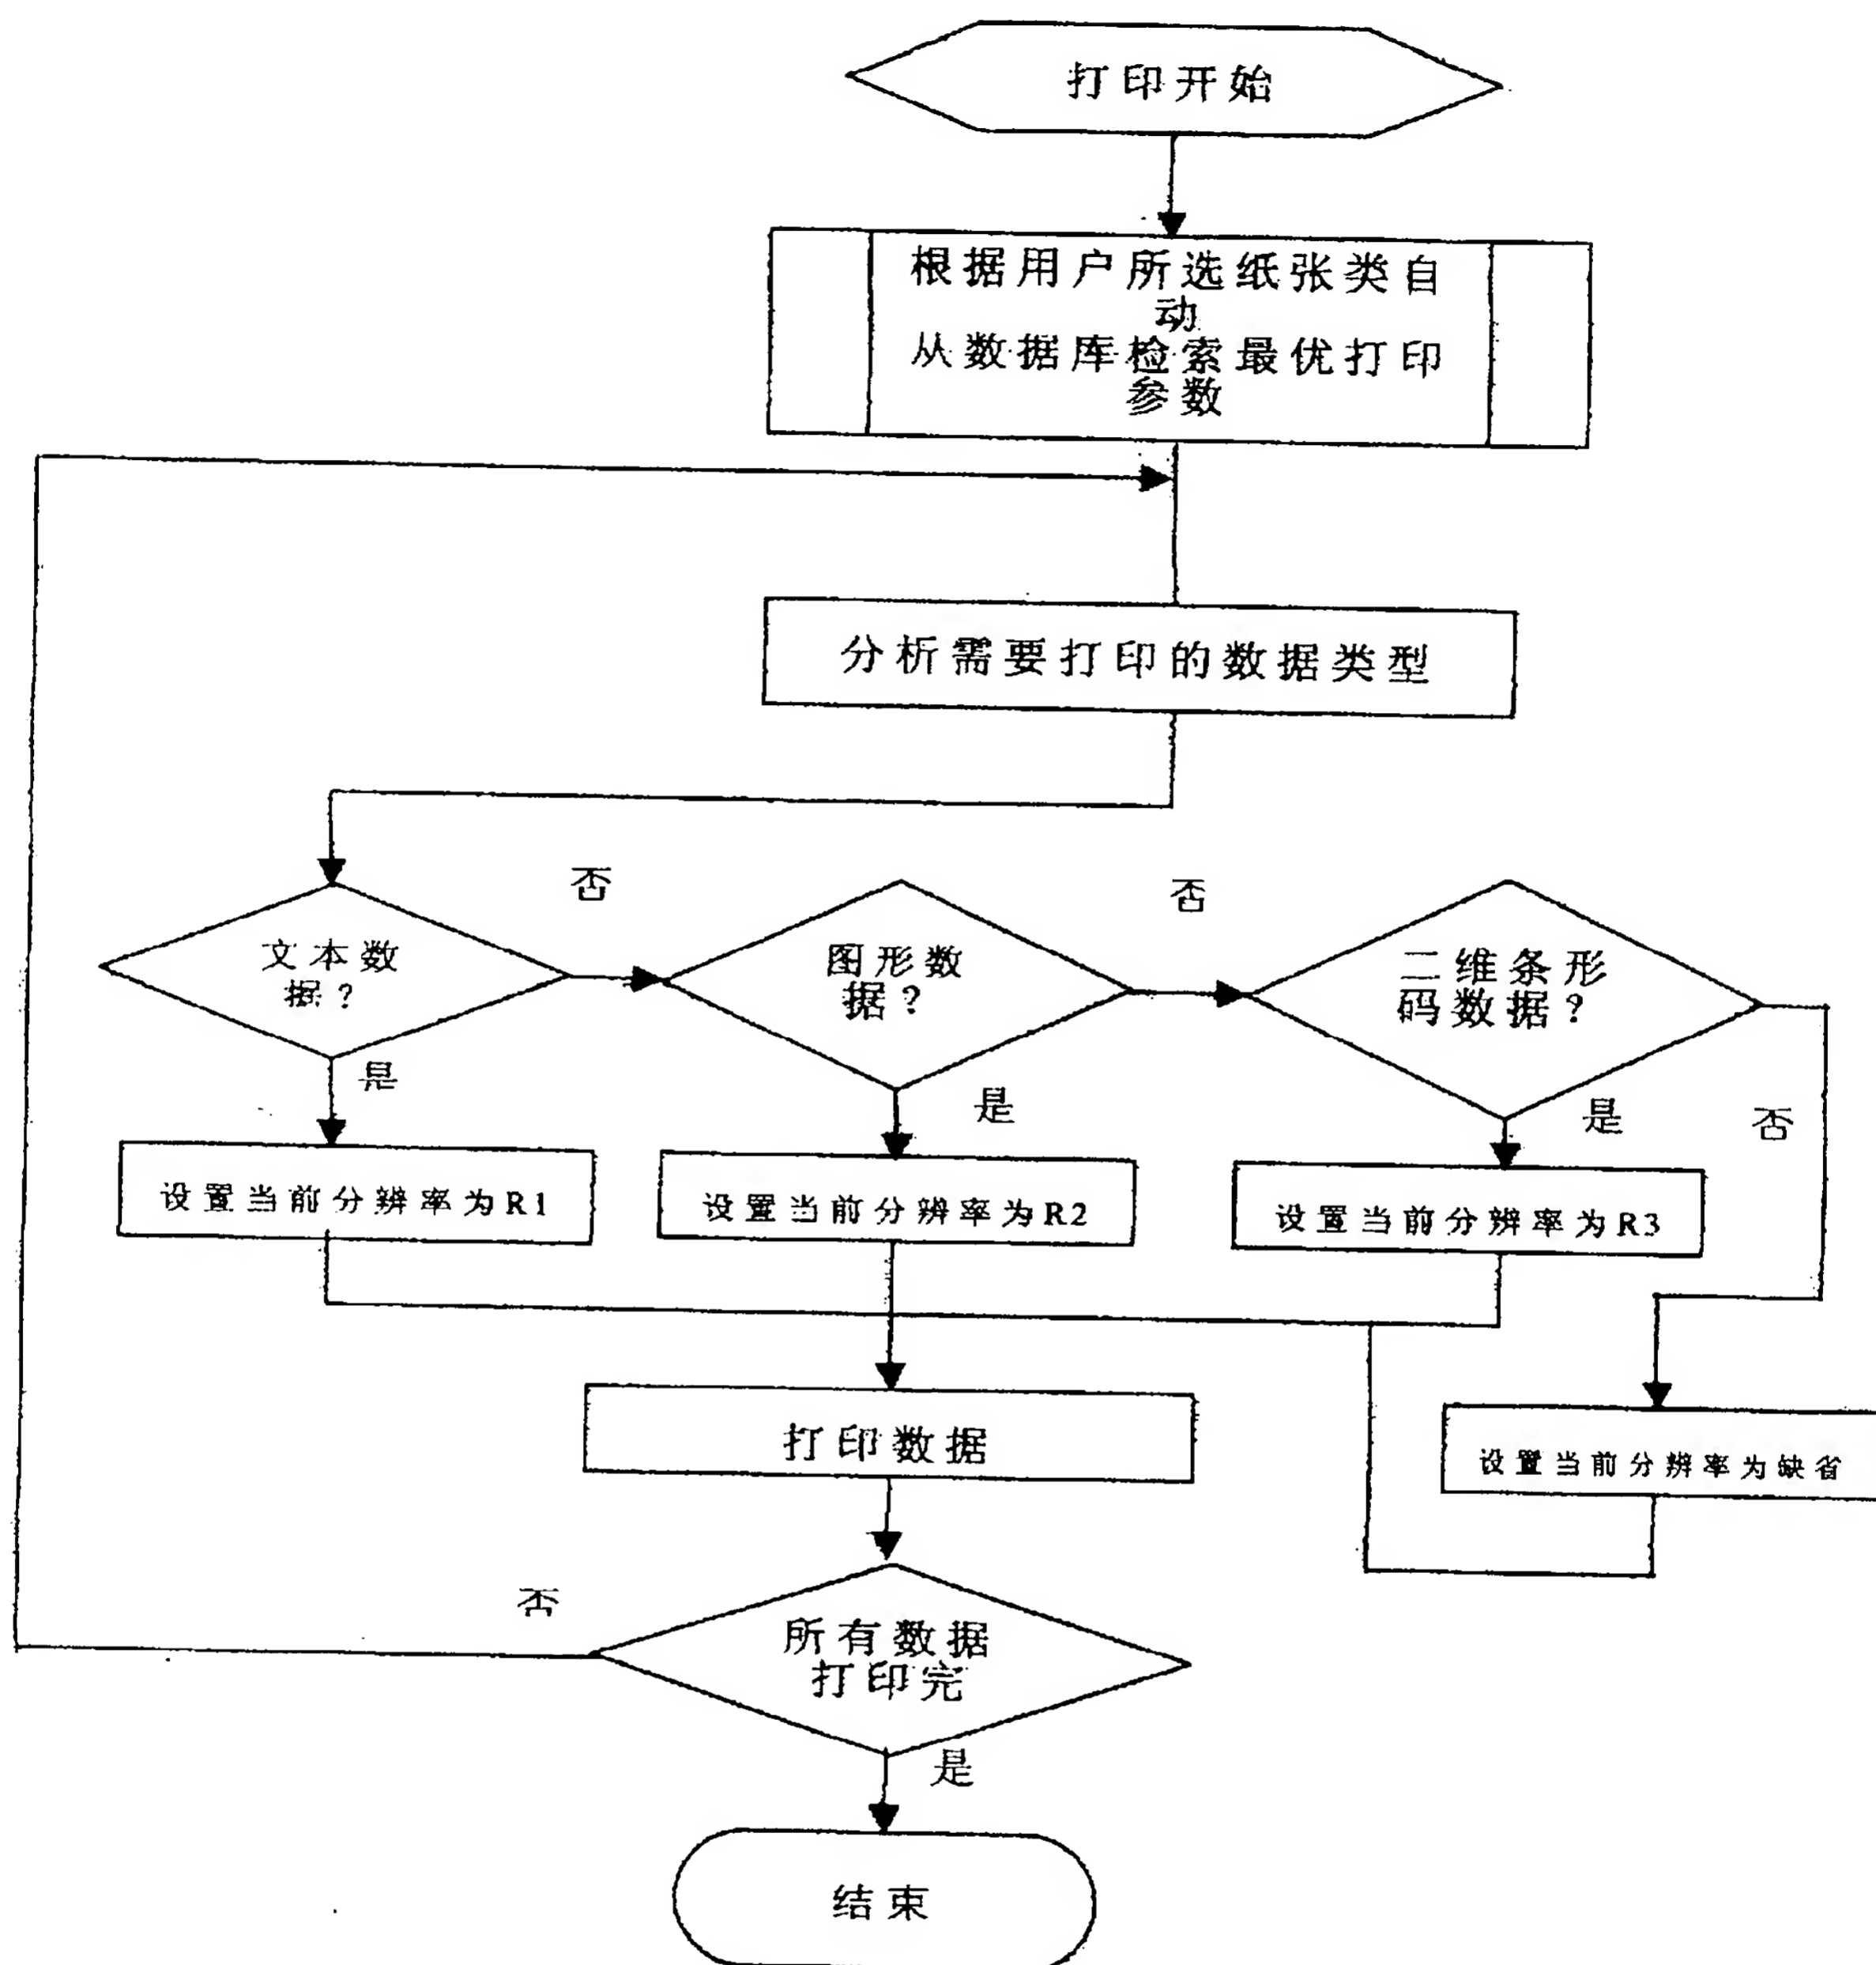 打印开始
根据用户所选纸张类自
动
从数据库检索最优打印
参数
分析需要打印的数据类型
否
否
文本数
据？
图形数
据？
二维条形
码数据？
是
是
是
否
设置当前分辨率为R1
设置当前分辨率为R2
设置当前分辨率为R3
打印数据
设置当前分辨率为缺省
否
所有数据
打印完
是
结束